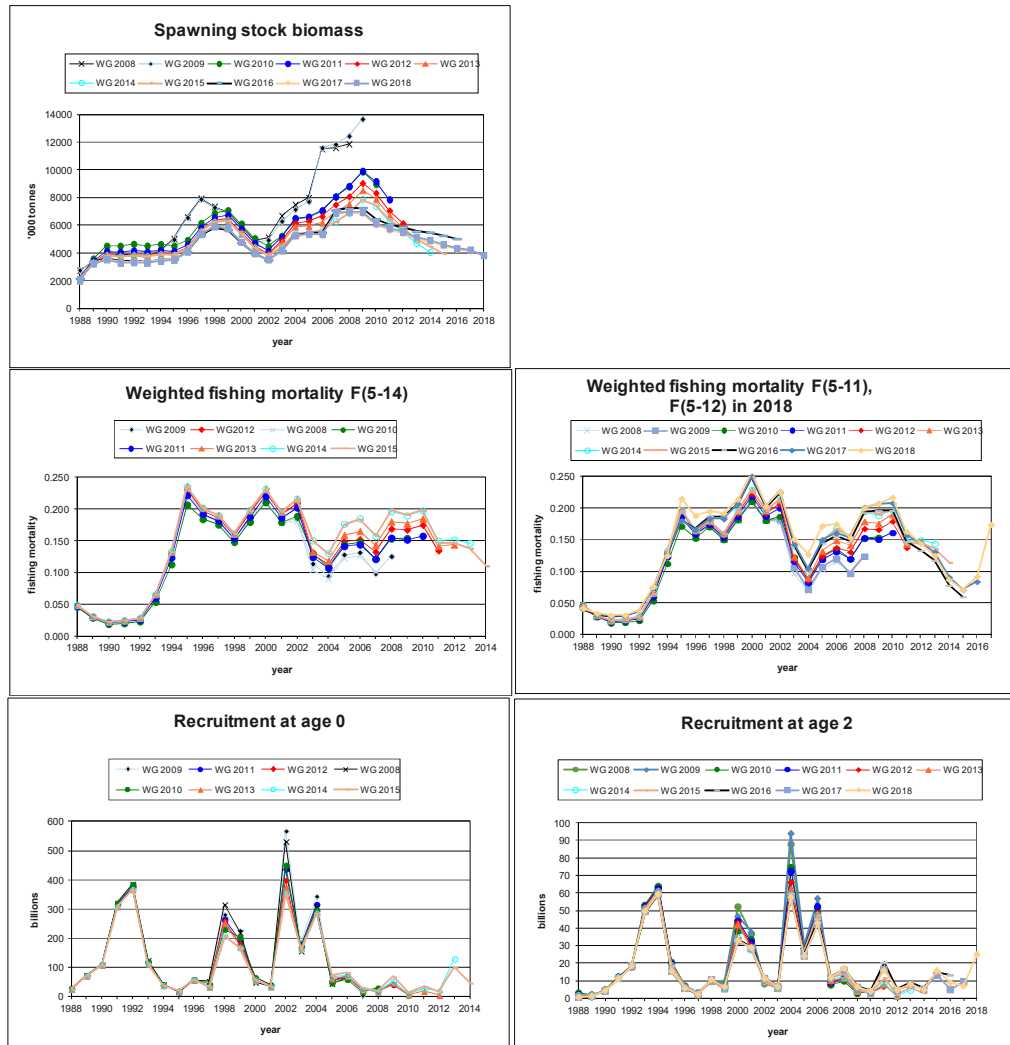 Spawning stock biomass
WG 2008 WG 2009 WG 2010 WG 2011 WG 2012 WG 2013
WG 2014 WG 2015 WG 2016 WG 2017 WG 2018
'000 tonnes
14000
12000
10000
8000
6000
4000
2000
0
1988 1990 1992 1994 1996 1998 2000 2002 2004 2006 2008 2010 2012 2014 2016 2018
year
Weighted fishing mortality F(5-14)
WG 2009 WG2012 WG 2008 WG 2010
WG 2011 WG 2013 WG 2014 WG 2015
fishing mortality
0.250
0.200
0.150
0.100
0.050
0.000
1988 1990 1992 1994 1996 1998 2000 2002 2004 2006 2008 2010 2012 2014
year
Weighted fishing mortality F(5-11),
F(5-12) in 2018
WG 2008 WG 2009 WG 2010 WG 2011 WG 2012 WG 2013
WG 2014 WG 2015 WG 2016 WG 2017 WG 2018
fishing mortality
0.250
0.200
0.150
0.100
0.050
0.000
1988 1990 1992 1994 1996 1998 2000 2002 2004 2006 2008 2010 2012 2014 2016
year
Recruitment at age 0
WG 2009 WG 2011 WG 2012 WG 2008
WG 2010 WG 2013 WG 2014 WG 2015
billions
600
500
400
300
200
100
0
1988 1990 1992 1994 1996 1998 2000 2002 2004 2006 2008 2010 2012 2014
year
Recruitment at age 2
WG 2008 WG 2009 WG 2010 WG 2011 WG 2012 WG 2013
WG 2014 WG 2015 WG 2016 WG 2017 WG 2018
billions
100
90
80
70
60
50
40
30
20
10
0
1988 1990 1992 1994 1996 1998 2000 2002 2004 2006 2008 2010 2012 2014 2016 2018
year